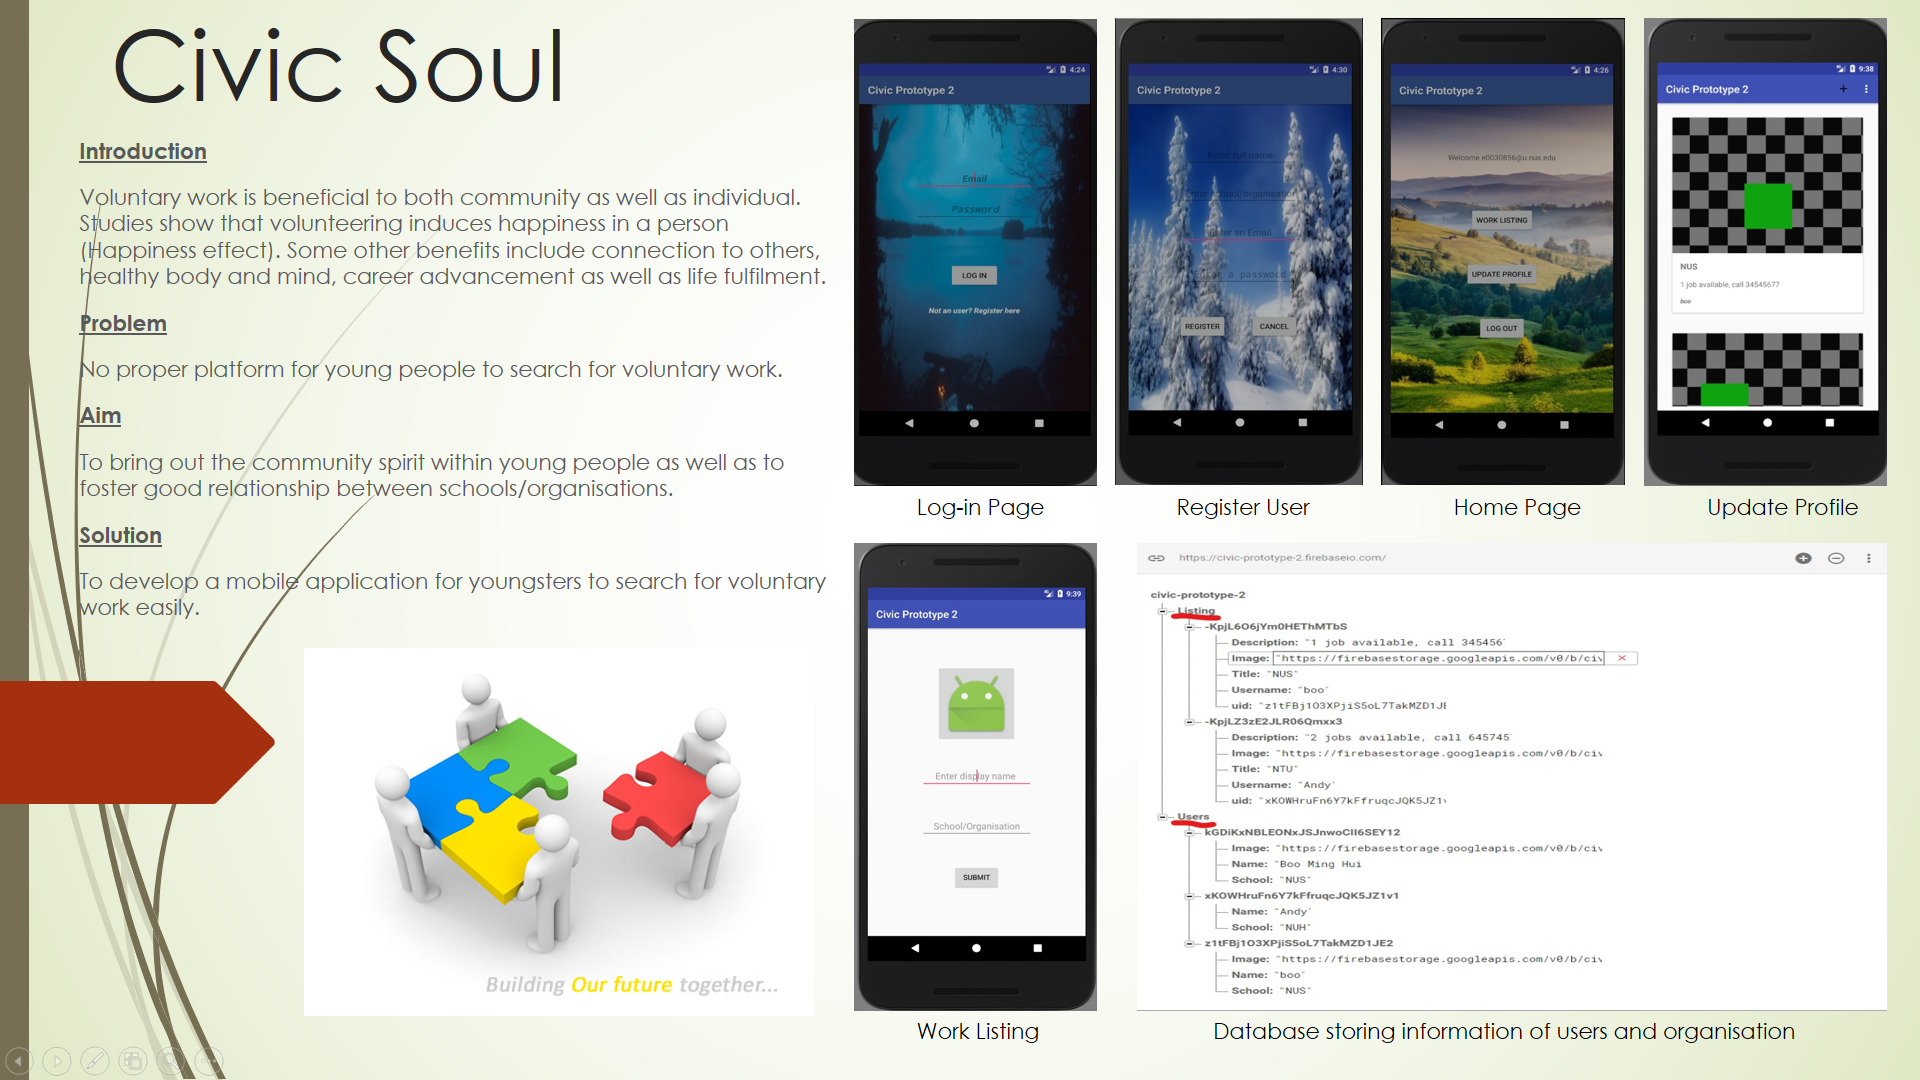 Civic Soul
Introduction
Voluntary work is beneficial to both community as well as individual.
Studies show that volunteering induces happiness in a person
(Happiness effect). Some other benefits include connection to others,
healthy body and mind, career advancement as well as life fulfilment.
Problem
No proper platform for young people to search for voluntary work.
Aim
To bring out the community spirit within young people as well as to
foster good relationship between schools/organisations.
Solution
To develop a mobile application for youngsters to search for voluntary
work easily.
Building Our future together...
4:24
Civic Prototype 2
Email
Password
LOG IN
Not an user? Register here
Log-in Page
4:30
Civic Prototype 2
Enter full name
Enter school/organisation
Enter an Email
Enter a password
REGISTER
CANCEL
Register User
4:26
Civic Prototype 2
Welcome e0030856@u.nus.edu
WORK LISTING
UPDATE PROFILE
LOG OUT
Home Page
9:38
Civic Prototype 2
NUS
1 job available, call 34545677
boo
Update Profile
9:39
Civic Prototype 2
Enter display name
School/Organisation
SUBMIT
Work Listing
https://civic-prototype-2.firebaseio.com/
civic-prototype-2
Listing
-KpjL6O6jYm0HEThMTbS
Description: "1 job available, call 345456
Image: "https://firebasestorage.googleapis.com/v0/b/civ
Title: "NUS"
Username: "boo"
uid: "z1tFBj1O3XPjiS5oL7TakMZD1JE
-KpjLZ3zE2JLR06Qmxx3
Description: "2 jobs available, call 645745
Image: "https://firebasestorage.googleapis.com/v0/b/civ
Title: "NTU"
Username: "Andy"
uid: "xKOWHruFn6Y7kFfruqcJQK5JZ1v
Users
kGDiKxNBLEONxJSJnwoCII6SEY12
Image: "https://firebasestorage.googleapis.com/v0/b/civ
Name: "Boo Ming Hui
School: "NUS"
xKOWHruFn6Y7kFfruqcJQK5JZ1v1
Name: "Andy"
School: "NUH"
z1tFBj1O3XPjiS5oL7TakMZD1JE2
Image: "https://firebasestorage.googleapis.com/v0/b/civ
Name: "boo"
School: "NUS"
Database storing information of users and organisation